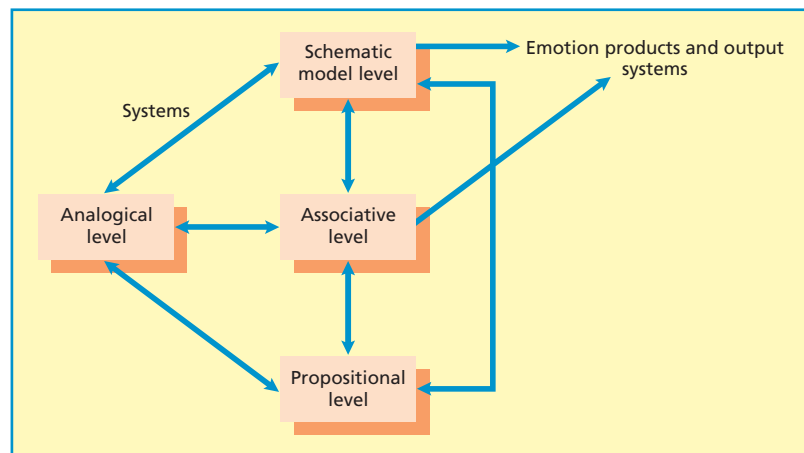 Schematic
model level
Emotion products and output
systems
Systems
Analogical
level
Associative
level
Propositional
level